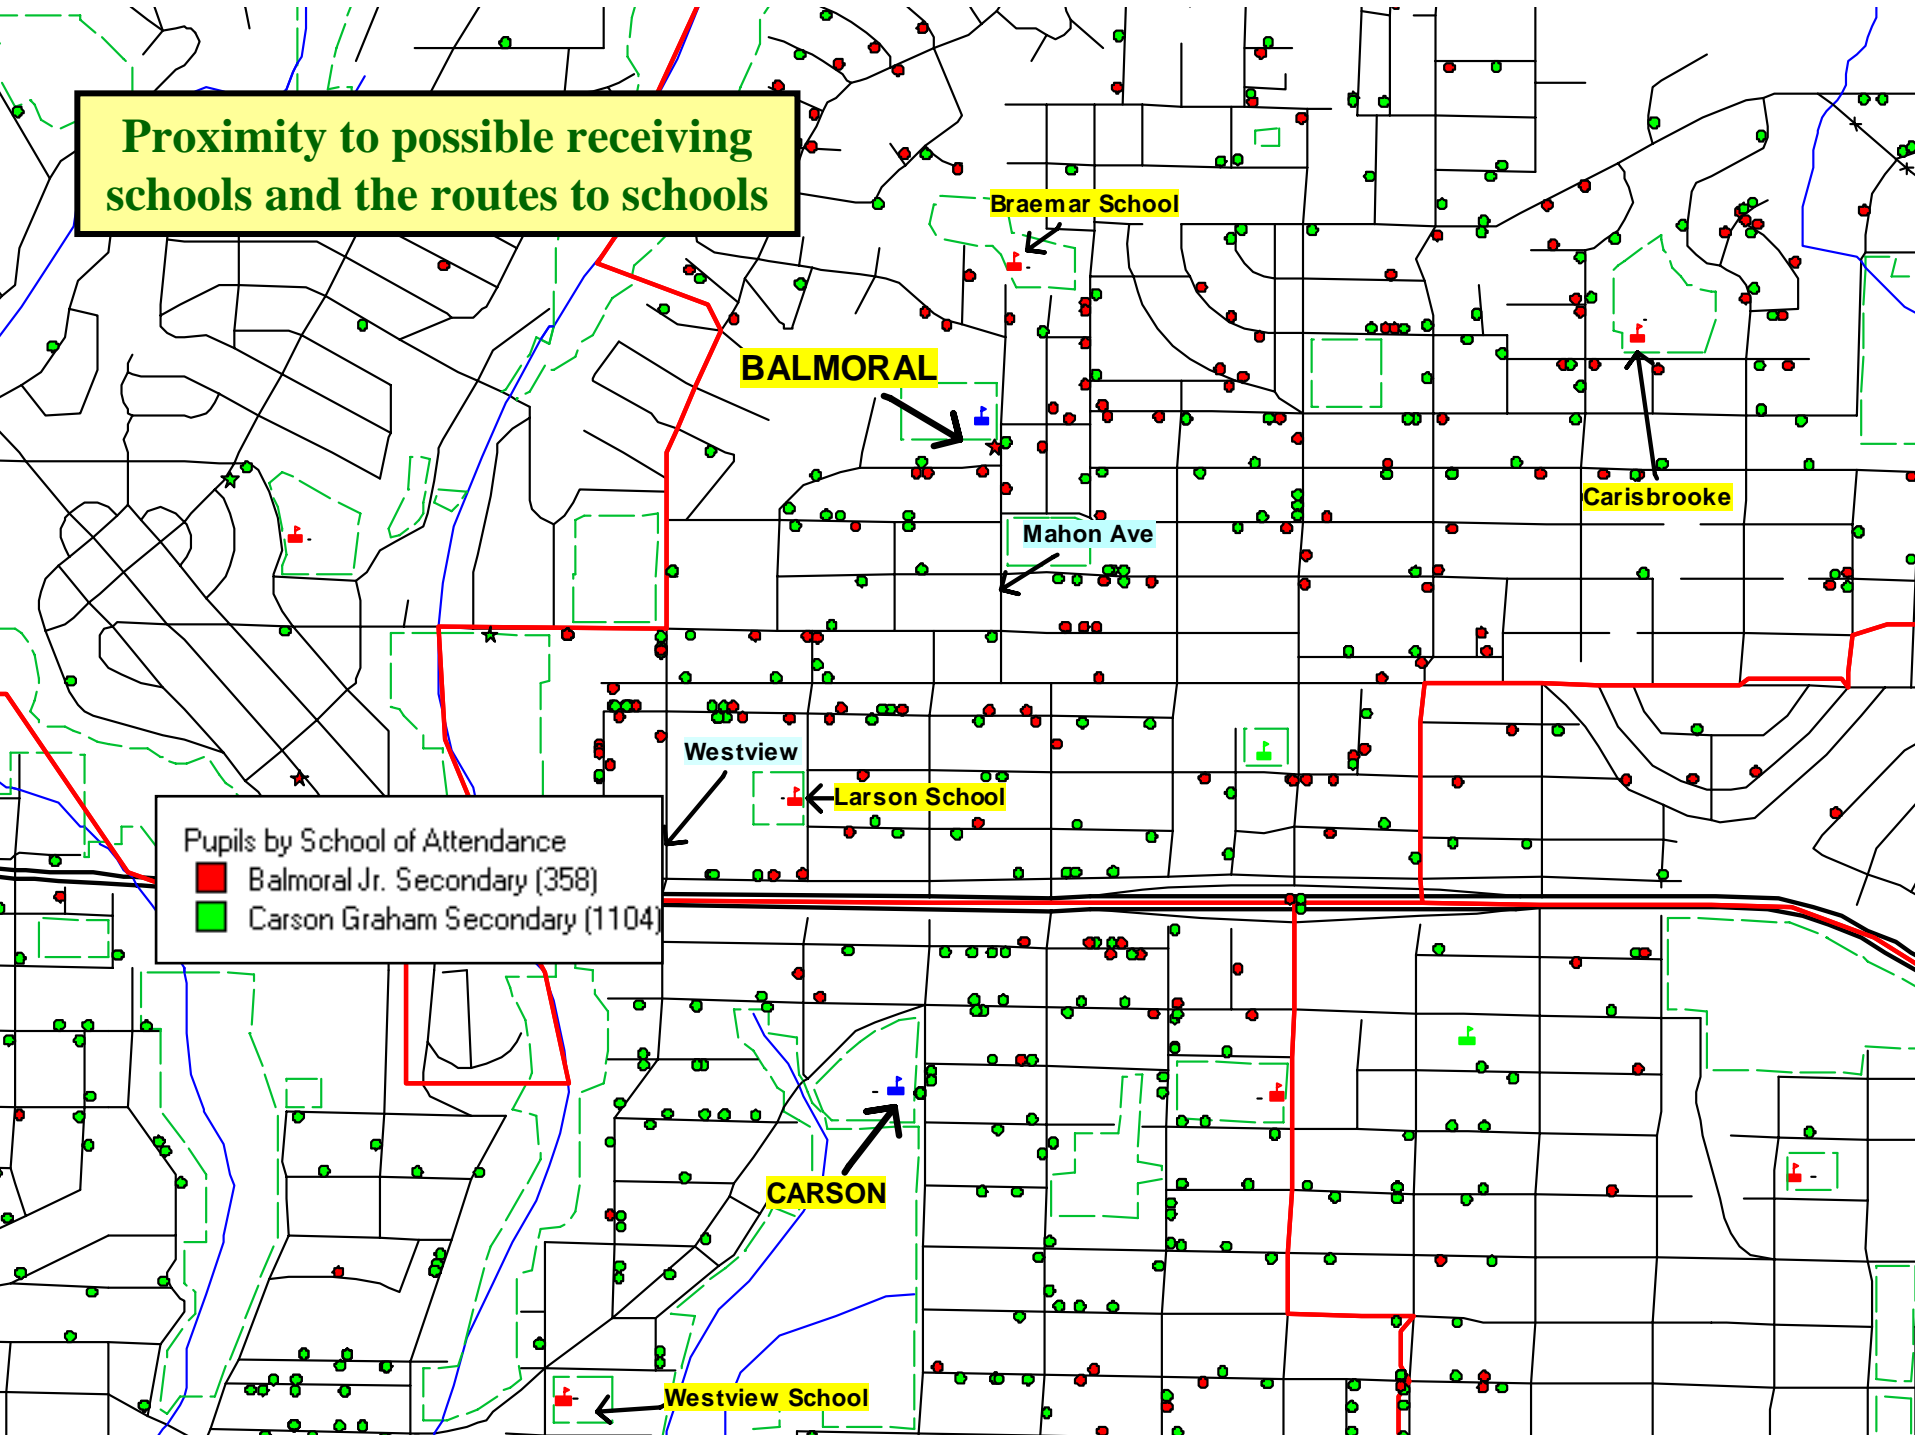 Proximity to possible receiving
schools and the routes to schools
Braemar School
BALMORAL
Carisbrooke
Mahon Ave
Westview
Larson School
Pupils by School of Attendance
Balmoral Jr. Secondary (358)
Carson Graham Secondary (1104)
CARSON
Westview School